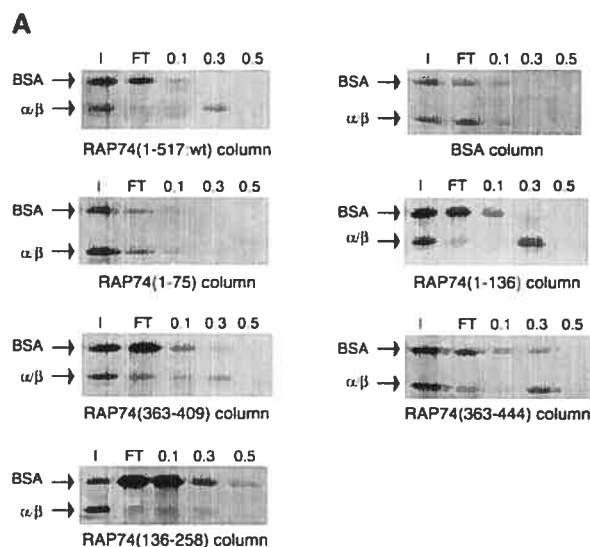 A
I FT 0.1 0.3 0.5
BSA
α/β
RAP74(1-517:wt) column
I FT 0.1 0.3 0.5
BSA
α/β
BSA column
I FT 0.1 0.3 0.5
BSA
α/β
RAP74(1-75) column
I FT 0.1 0.3 0.5
BSA
α/β
RAP74(1-136) column
I FT 0.1 0.3 0.5
BSA
α/β
RAP74(363-409) column
I FT 0.1 0.3 0.5
BSA
α/β
RAP74(363-444) column
I FT 0.1 0.3 0.5
BSA
α/β
RAP74(136-258) column